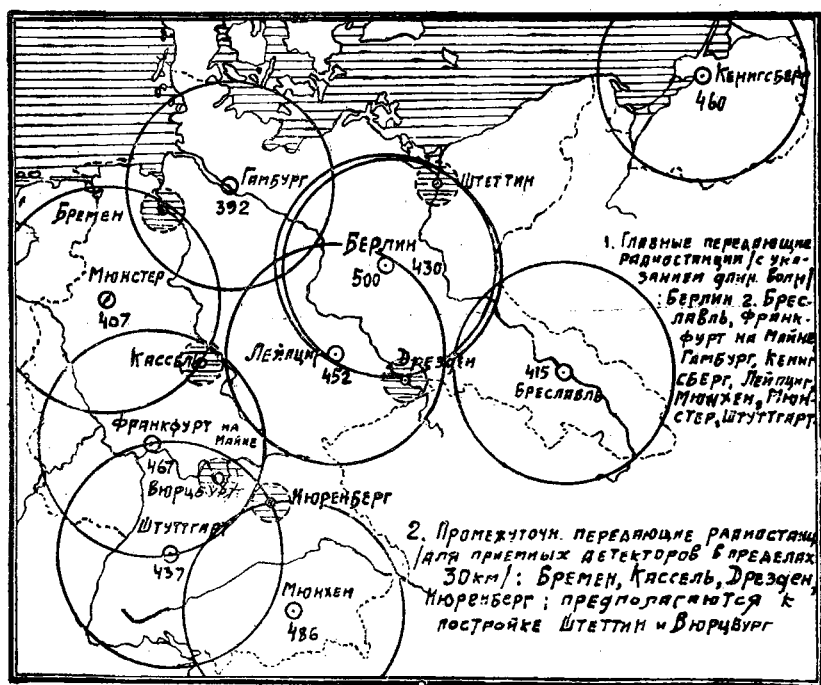 Кенигсберг
460
Гамбург
392
Штеттин
Бремен
Берлин
500
430
Мюнстер
407
Кассель
Лейпциг
452
Дрезден
415
Бреславль
Франкфурт на
Майне
467
Вюрцбург
Нюренберг
Штуттгарт
437
Мюнхен
486
1. Главные передающие
радиостанции /с ука-
занием длин. волн/
: Берлин 2. Брес-
лавль, Франк-
фурт на Майне
Гамбург, Кениг
сберг, Лейпциг,
Мюнхен, Мюн-
стер, Штуттгарт.
2. Промежуточн. передающие радиостанц
/для приемных детекторов в пределах
30км/: Бремен, Кассель, Дрезден,
Нюренберг; предполагаются к
постройке Штеттин и Вюрцбург